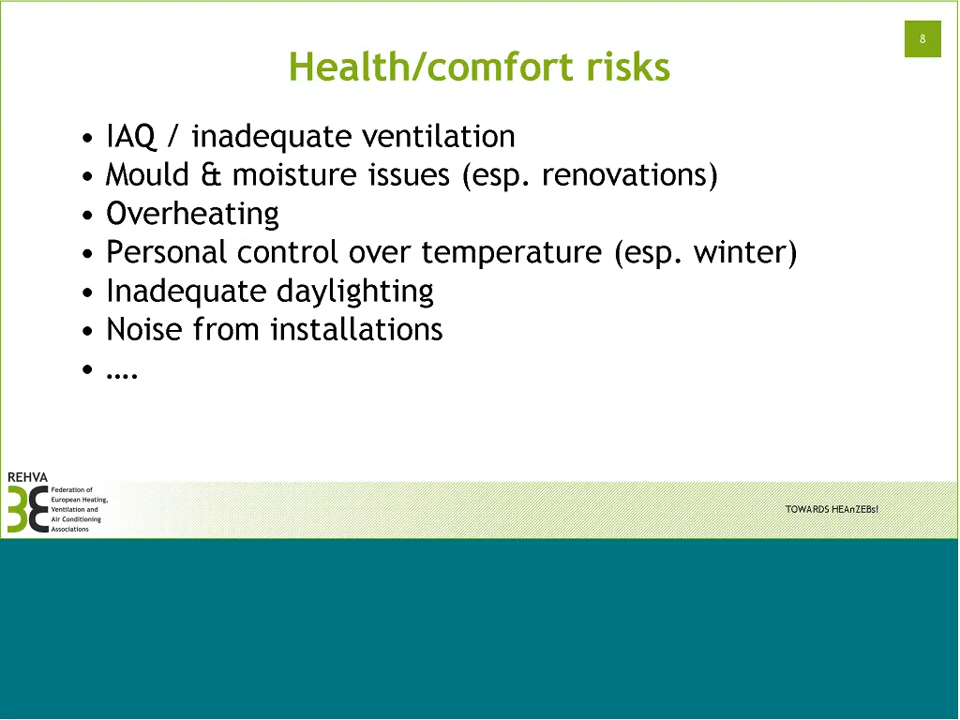 8
Health/comfort risks
• IAQ / inadequate ventilation
• Mould & moisture issues (esp. renovations)
• Overheating
• Personal control over temperature (esp. winter)
• Inadequate daylighting
• Noise from installations
• ....
REHVA
Federation of
European Heating,
Ventilation and
Air Conditioning
Associations
TOWARDS HEAnZEBs!